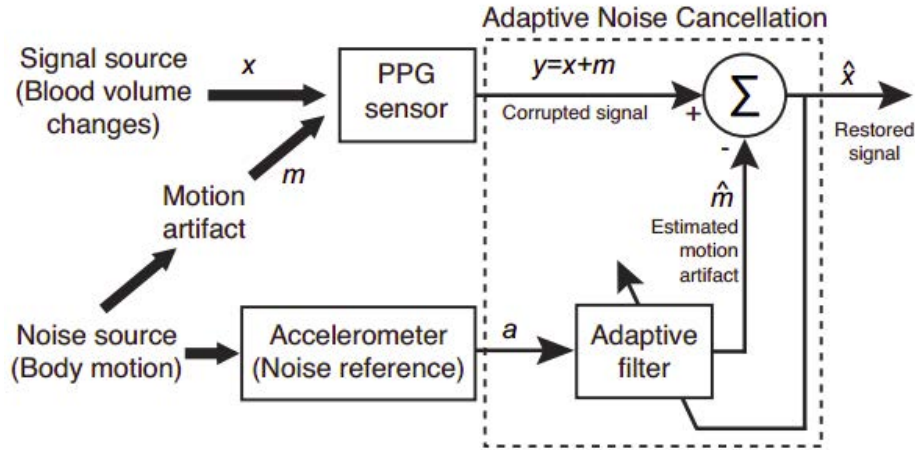 Adaptive Noise Cancellation
Signal source
(Blood volume
changes)
x
PPG
sensor
y=x+m
Corrupted signal
+
Σ
x̂
Restored
signal
-
m
Motion
artifact
m̂
Estimated
motion
artifact
Noise source
(Body motion)
Accelerometer
(Noise reference)
a
Adaptive
filter